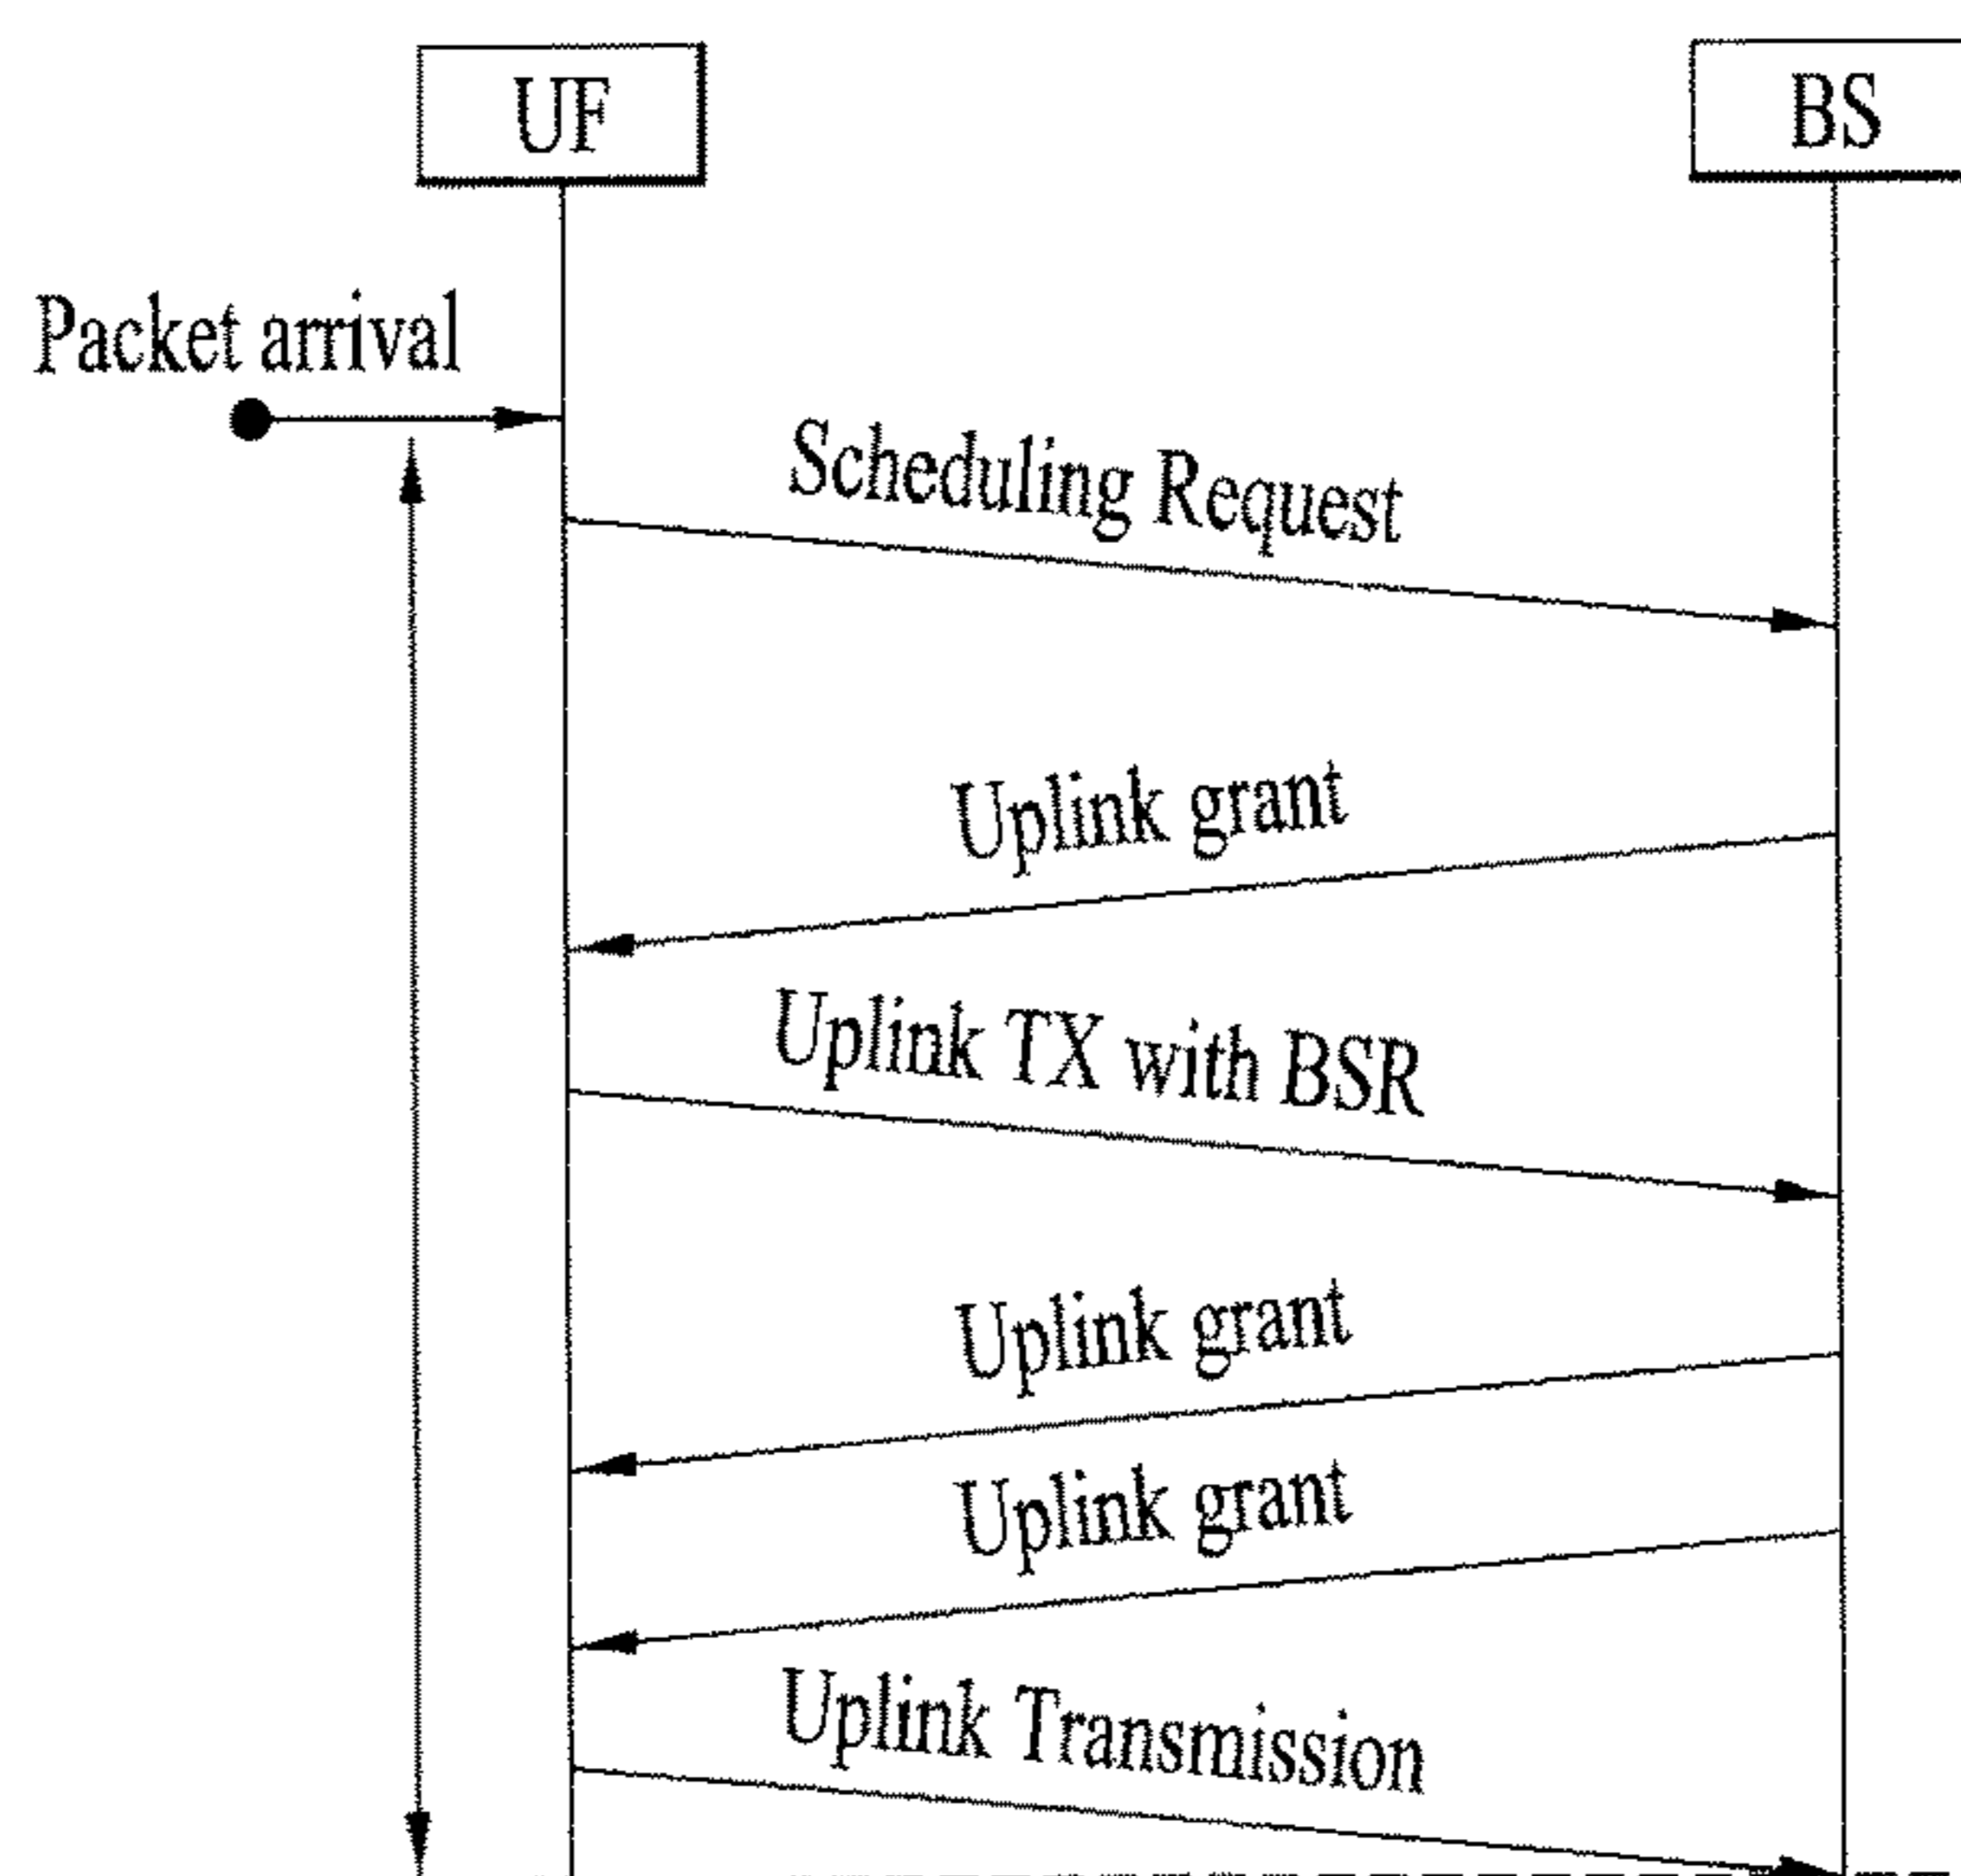 UF
BS
Packet arrival
Scheduling Request
Uplink grant
Uplink TX with BSR
Uplink grant
Uplink grant
Uplink Transmission